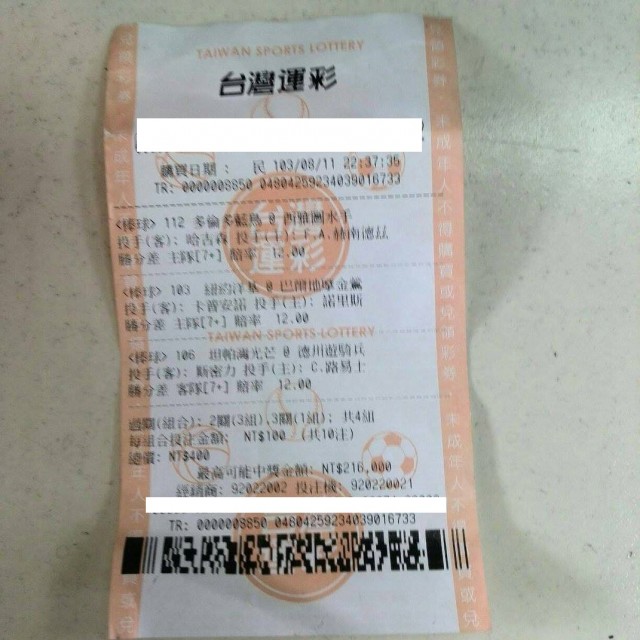 TAIWAN SPORTS LOTTERY
台灣運彩
購買日期： 民 103/08/11 22:37:35
TR: 0000008850 04804259234039016733
<棒球> 112 多倫多藍鳥 @ 西雅圖水手
投手(客): 哈吉森 投手(主): F.A.赫南德茲
勝分差 主隊[7+] 賠率 12.00
<棒球> 103 紐約洋基 @ 巴爾的摩金鶯
投手(客): 卡普安諾 投手(主): 諾里斯
勝分差 主隊[7+] 賠率 12.00
TAIWAN SPORTS LOTTERY
<棒球> 106 坦帕灣光芒 @ 德州遊騎兵
投手(客): 斯密力 投手(主): C.路易士
勝分差 客隊[7+] 賠率 12.00
過關(組合): 2關(3組),3關(1組); 共4組
每組合投注金額: NT$100 (共10注)
總價: NT$400
最高可能中獎金額: NT$216,000
經銷商: 92022002 投注機: 920220021
TR: 0000008850 04804259234039016733